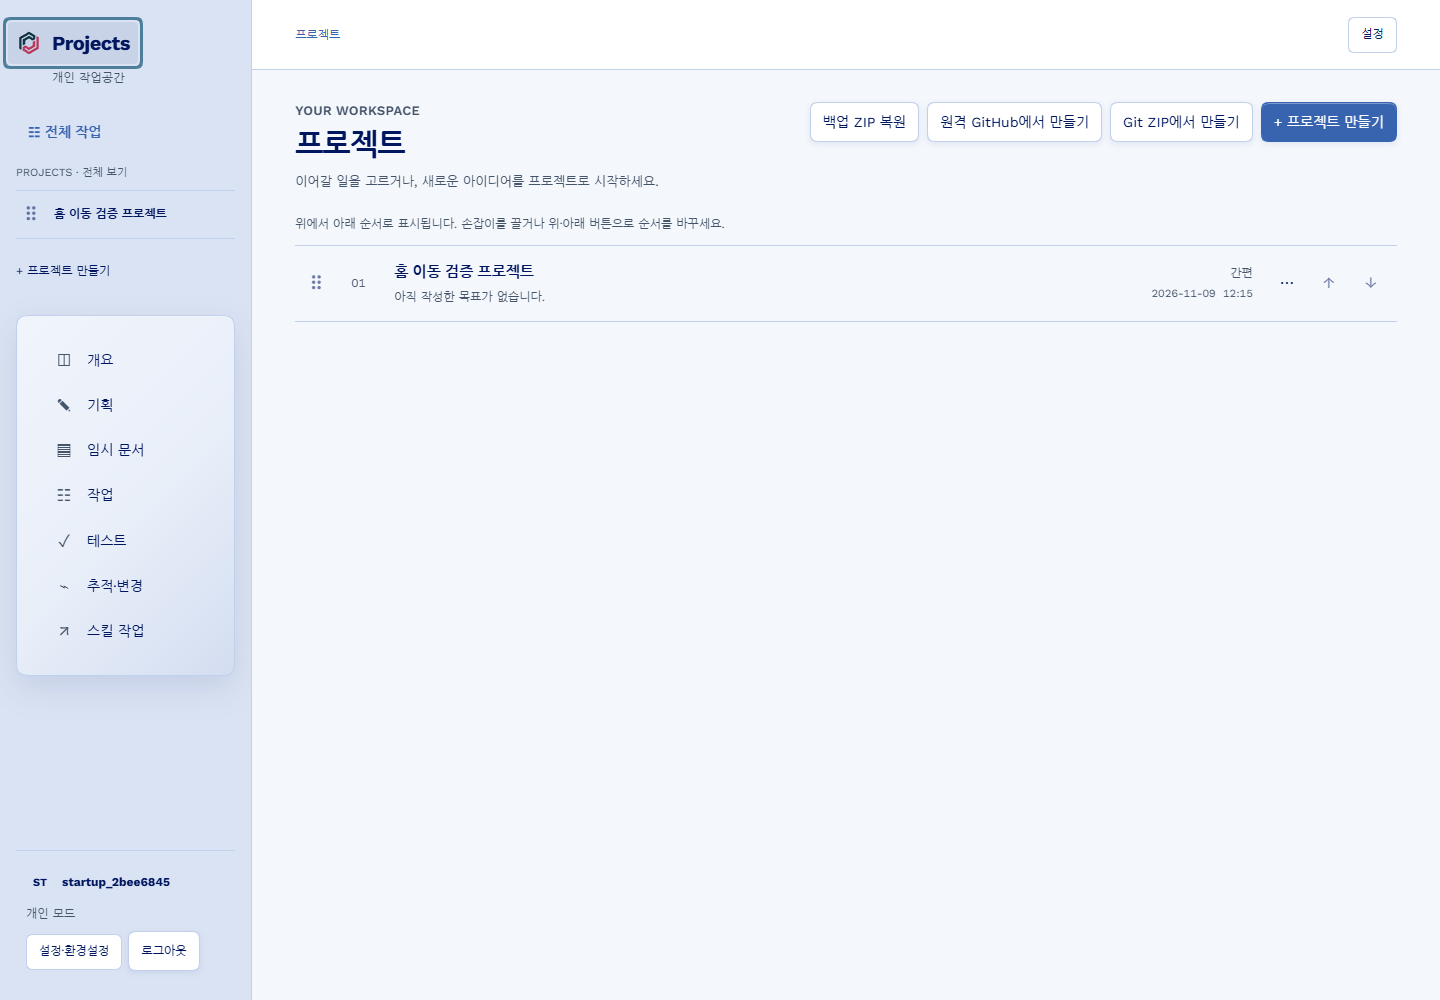 Projects
개인 작업공간
전체 작업
PROJECTS · 전체 보기
홈 이동 검증 프로젝트
+ 프로젝트 만들기
개요
기획
임시 문서
작업
테스트
추적·변경
스킬 작업
ST startup_2bee6845
개인 모드
설정·환경설정 로그아웃
프로젝트 설정
YOUR WORKSPACE
프로젝트
백업 ZIP 복원 원격 GitHub에서 만들기 Git ZIP에서 만들기 + 프로젝트 만들기
이어갈 일을 고르거나, 새로운 아이디어를 프로젝트로 시작하세요.
위에서 아래 순서로 표시됩니다. 손잡이를 끌거나 위·아래 버튼으로 순서를 바꾸세요.
01 홈 이동 검증 프로젝트
아직 작성한 목표가 없습니다.
간편
2026-11-09 12:15